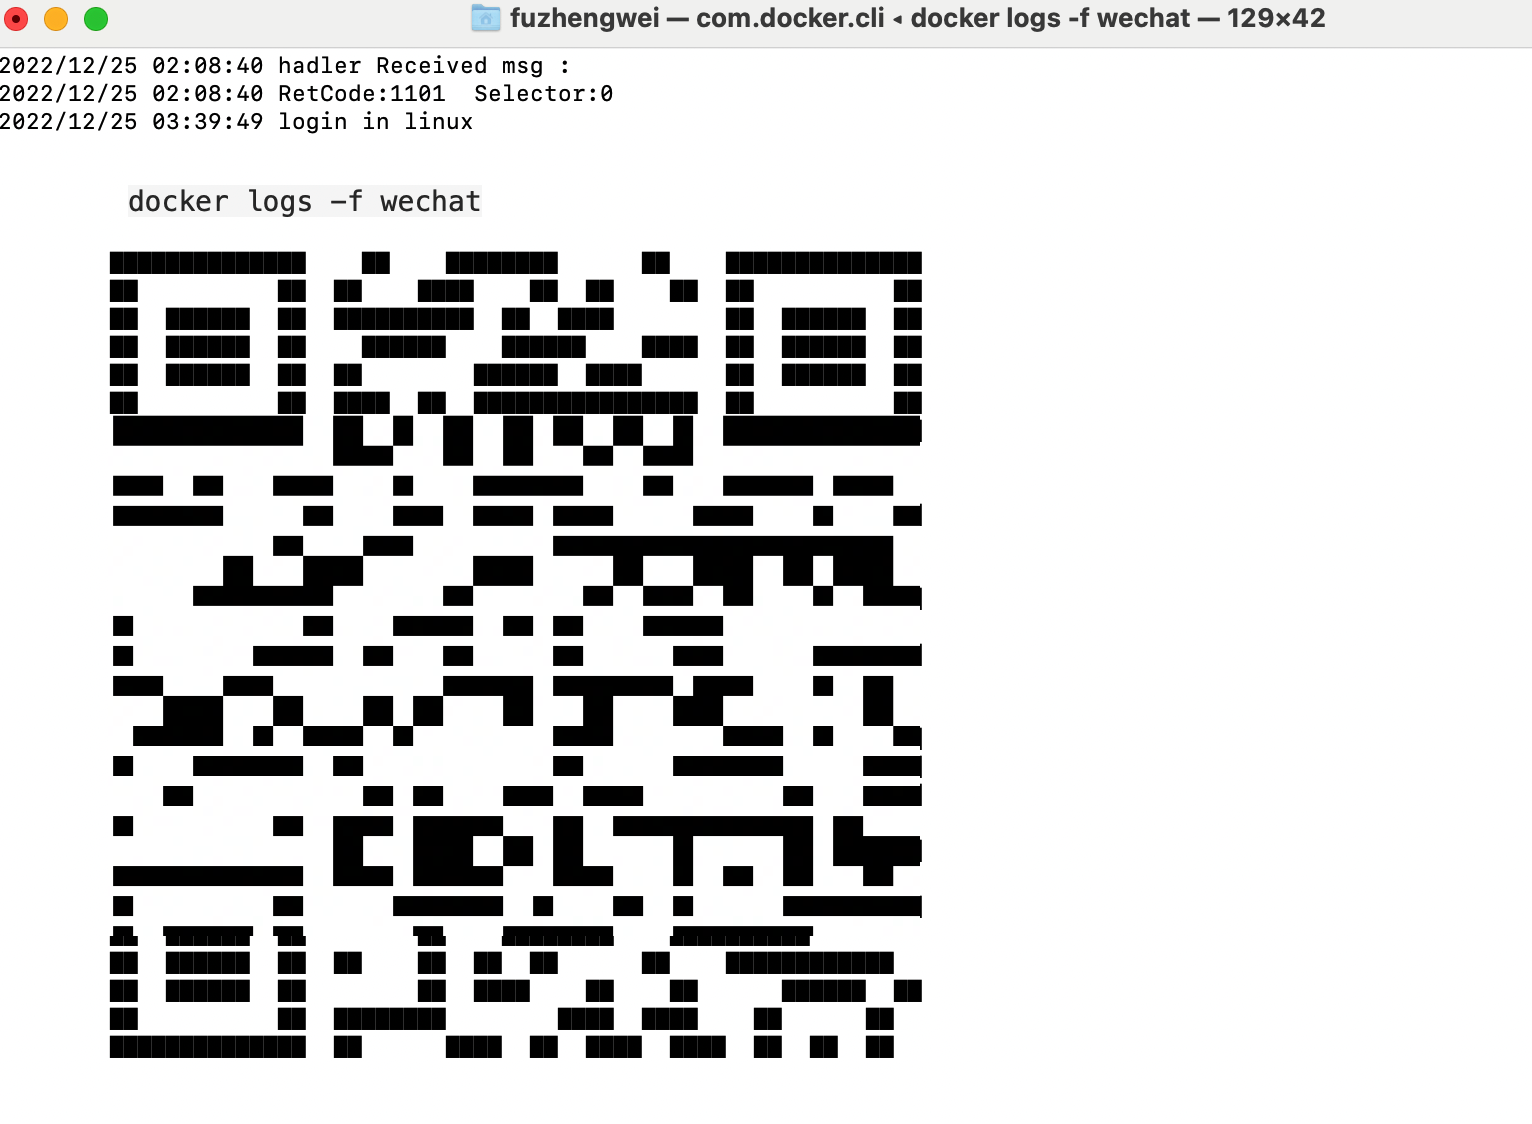 fuzhengwei — com.docker.cli ◂ docker logs -f wechat — 129×42
2022/12/25 02:08:40 hadler Received msg :
2022/12/25 02:08:40 RetCode:1101  Selector:0
2022/12/25 03:39:49 login in linux
docker logs -f wechat